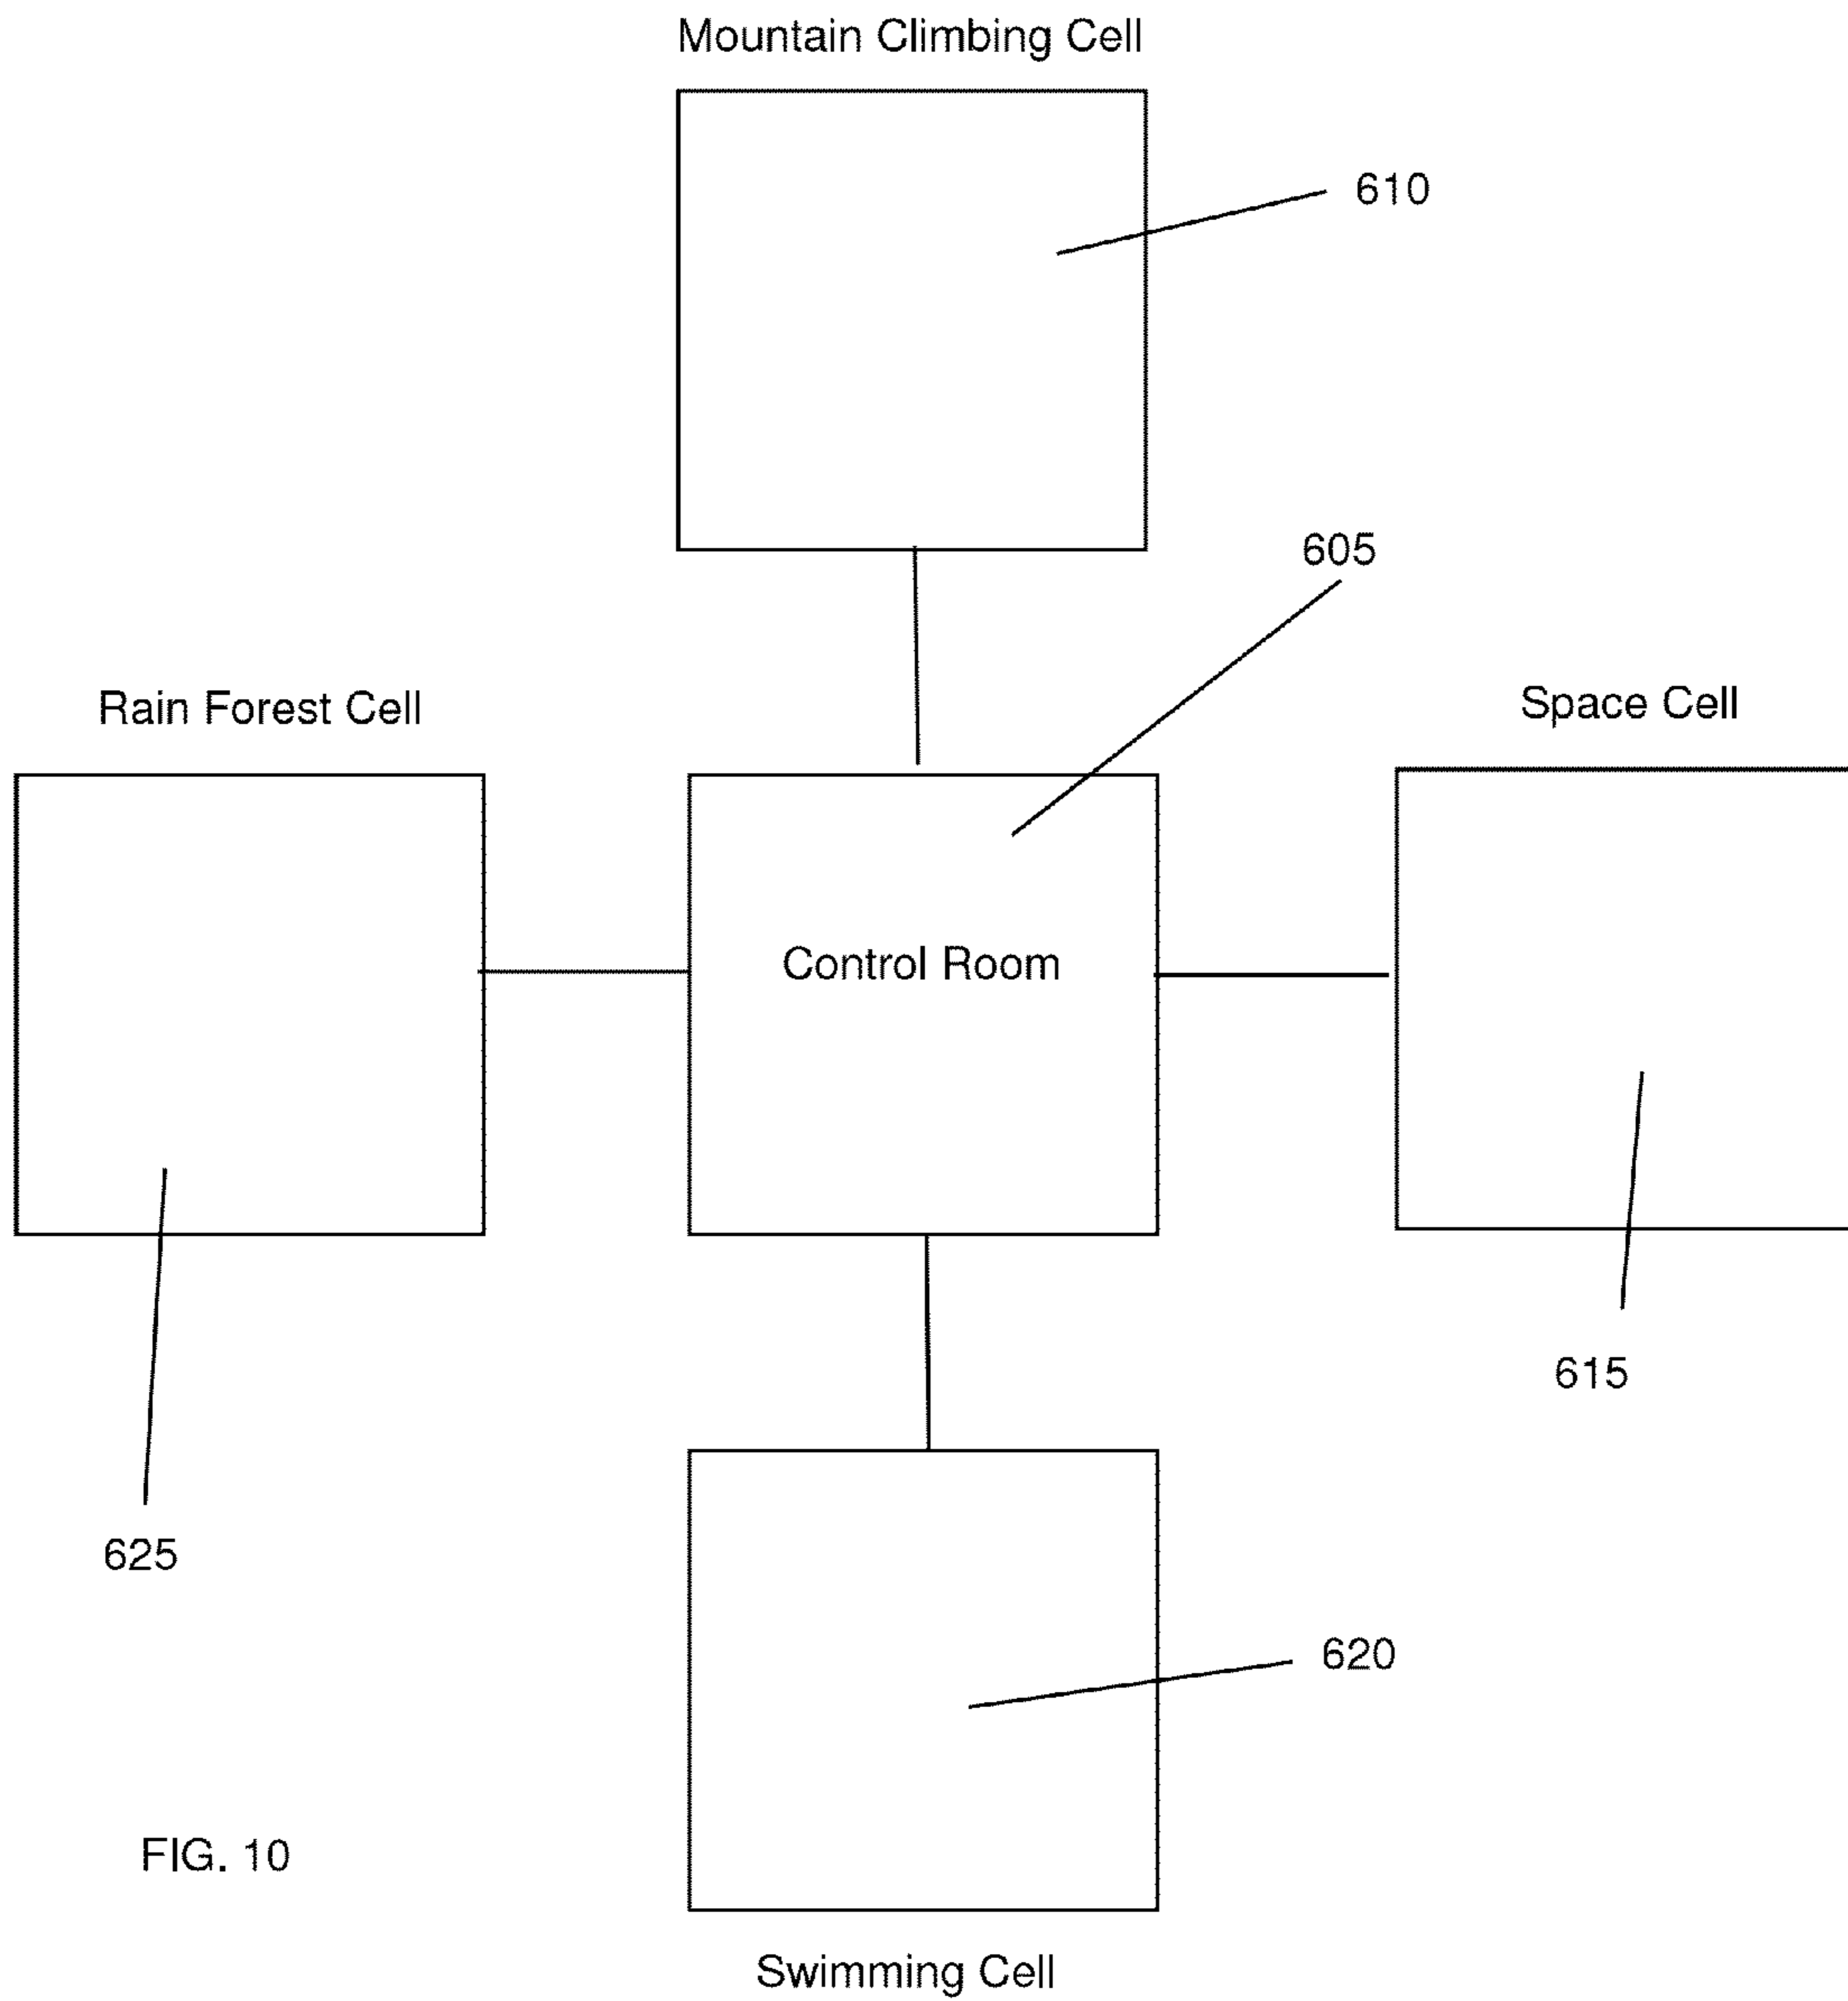 Mountain Climbing Cell
610
605
Rain Forest Cell
Space Cell
Control Room
615
625
620
FIG. 10
Swimming Cell